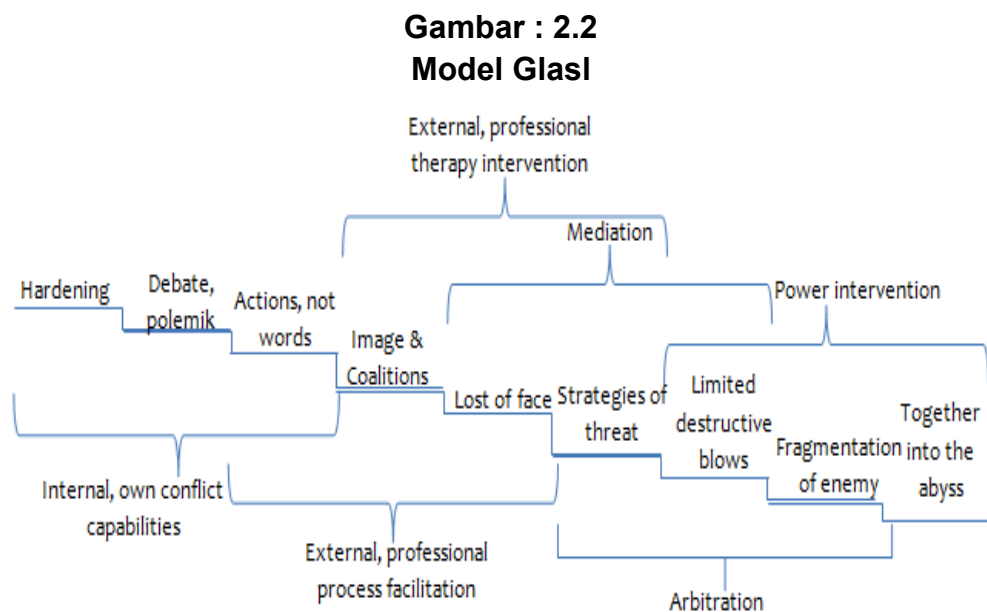 Gambar : 2.2
Model Glasl
External, professional
therapy intervention
Mediation
Power intervention
Hardening
Debate,
polemik
Actions, not
words
Image &
Coalitions
Lost of face
Strategies of
threat
Limited
destructive
blows
Fragmentation
of enemy
Together
into the
abyss
Internal, own conflict
capabilities
External, professional
process facilitation
Arbitration